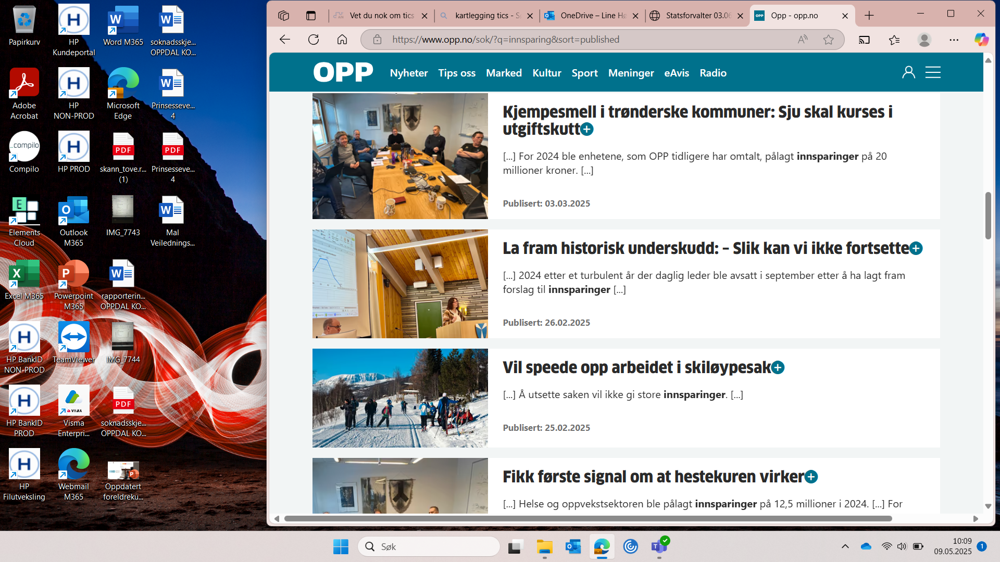 Papirkurv
HP
Kundeportal
Word M365
soknadsskje...
OPPDAL KO...
Adobe
Acrobat
HP
NON-PROD
Microsoft
Edge
Prinsesseve...
4
.compilo
Compilo
HP PROD
PDF
skann_tove.r...
(1)
PDF
Prinsesseve...
4
Elements
Cloud
Outlook
M365
IMG_7743
Mal
Veilednings...
Excel M365
Powerpoint
M365
rapporterin...
OPPDAL KO...
HP BankID
NON-PROD
TeamViewer
IMG_7744
HP BankID
PROD
VISMA
Visma
Enterpri...
PDF
soknadsskje...
OPPDAL KO...
HP
Filutveksling
Webmail
M365
Oppdatert
foreldreku...
Vet du nok om tics
kartlegging tics - S
OneDrive – Line Hø
Statsforvalter 03.06
OPP
Opp - opp.no
https://www.opp.no/sok/?q=innsparing&sort=published
OPP Nyheter Tips oss Marked Kultur Sport Meninger eAvis Radio
Kjempesmell i trønderske kommuner: Sju skal kurses i
utgiftskutt+
[...] For 2024 ble enhetene, som OPP tidligere har omtalt, pålagt innsparinger på 20
millioner kroner. [...]
Publisert: 03.03.2025
La fram historisk underskudd: – Slik kan vi ikke fortsette+
[...] 2024 etter et turbulent år der daglig leder ble avsatt i september etter å ha lagt fram
forslag til innsparinger [...]
Publisert: 26.02.2025
Vil speede opp arbeidet i skiløypesak+
[...] Å utsette saken vil ikke gi store innsparinger. [...]
Publisert: 25.02.2025
Fikk første signal om at hestekuren virker+
[...] Helse og oppvekstsektoren ble pålagt innsparinger på 12,5 millioner i 2024. [...] For
Søk
10:09
09.05.2025
1